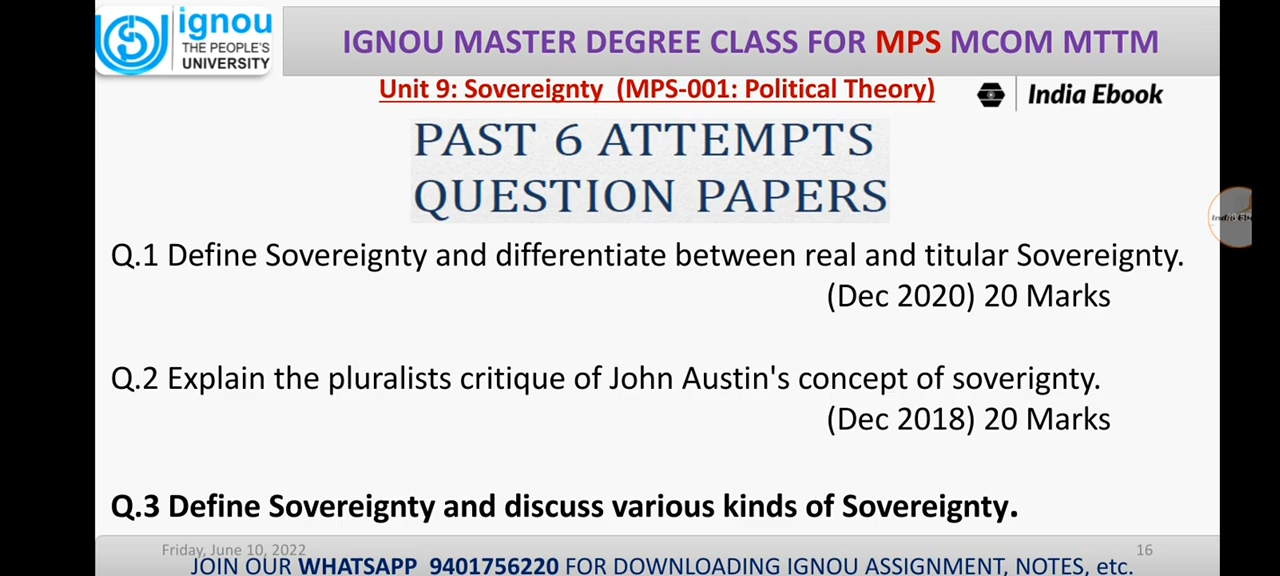 ignou
THE PEOPLE'S
UNIVERSITY
IGNOU MASTER DEGREE CLASS FOR MPS MCOM MTTM
Unit 9: Sovereignty (MPS-001: Political Theory)
India Ebook
PAST 6 ATTEMPTS
QUESTION PAPERS
India Eb
Q.1 Define Sovereignty and differentiate between real and titular Sovereignty.
(Dec 2020) 20 Marks
Q.2 Explain the pluralists critique of John Austin's concept of soverignty.
(Dec 2018) 20 Marks
Q.3 Define Sovereignty and discuss various kinds of Sovereignty.
Friday, June 10, 2022
16
JOIN OUR WHATSAPP 9401756220 FOR DOWNLOADING IGNOU ASSIGNMENT, NOTES, etc.